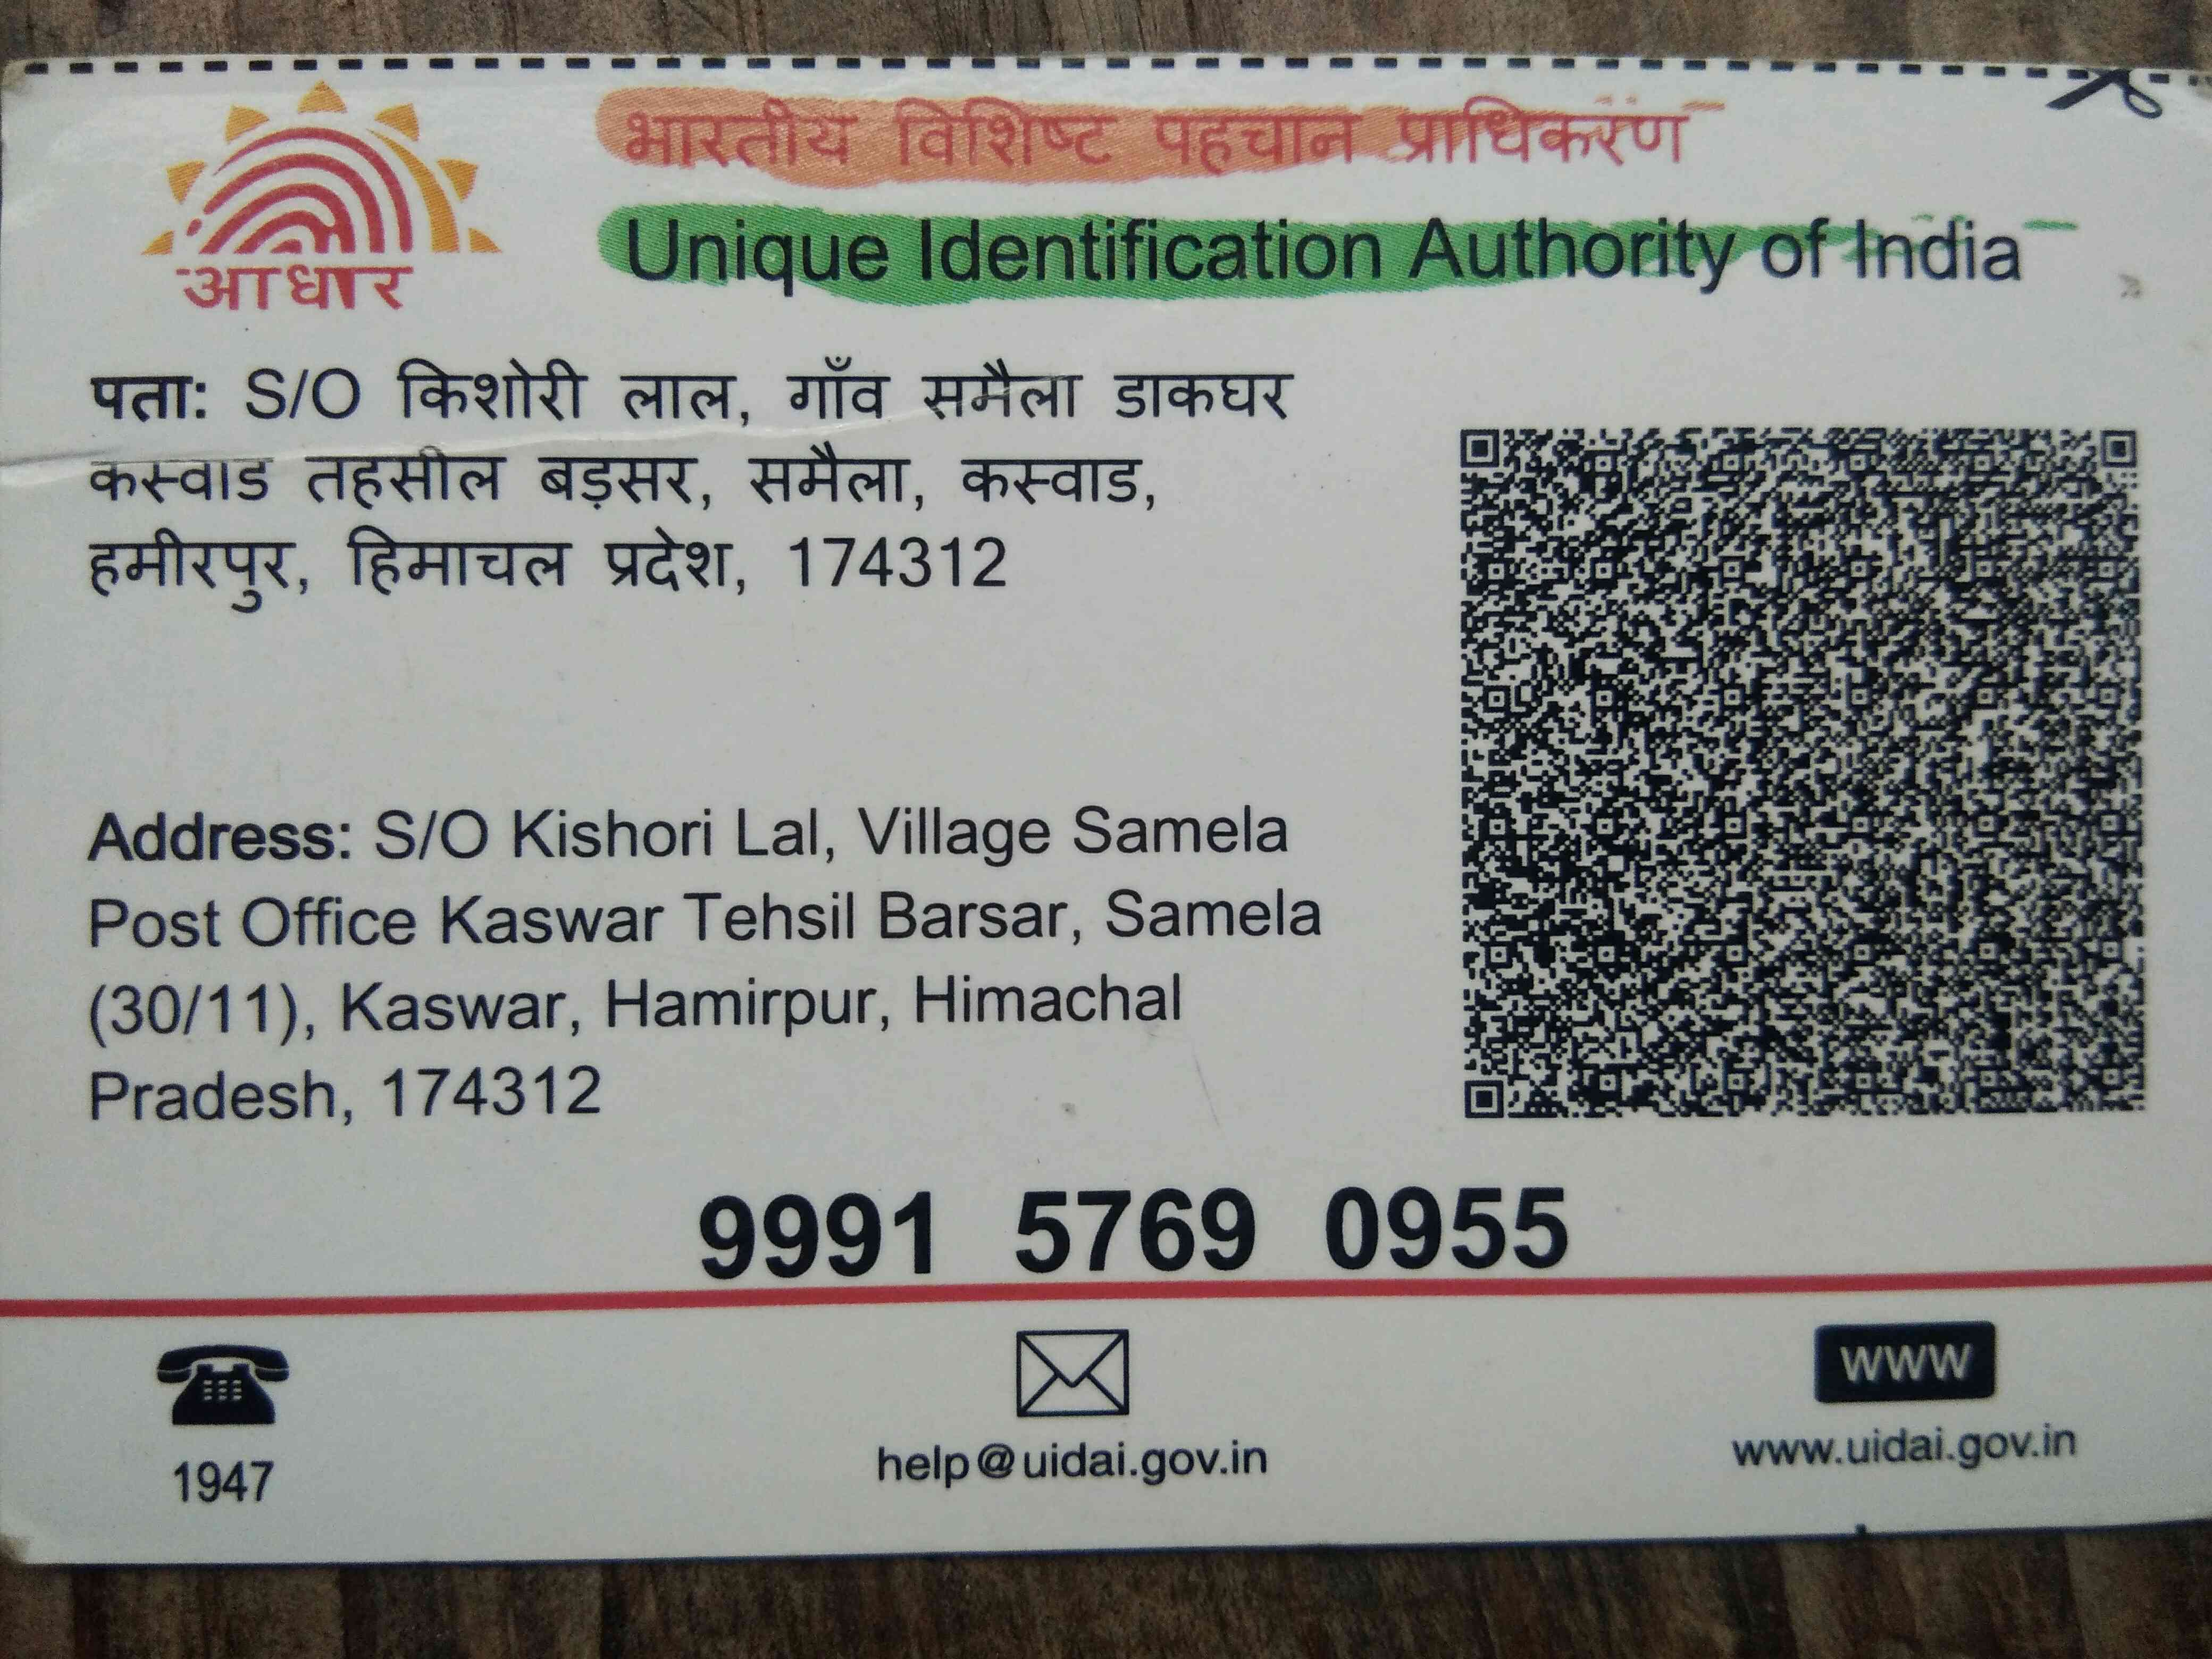 आधार
भारतीय विशिष्ट पहचान प्राधिकरण
Unique Identification Authority of India
पता: S/O किशोरी लाल, गाँव समैला डाकघर
कस्वाड तहसील बड़सर, समैला, कस्वाड,
हमीरपुर, हिमाचल प्रदेश, 174312
Address: S/O Kishori Lal, Village Samela
Post Office Kaswar Tehsil Barsar, Samela
(30/11), Kaswar, Hamirpur, Himachal
Pradesh, 174312
9991 5769 0955
WWW
1947
help@uidai.gov.in
www.uidai.gov.in